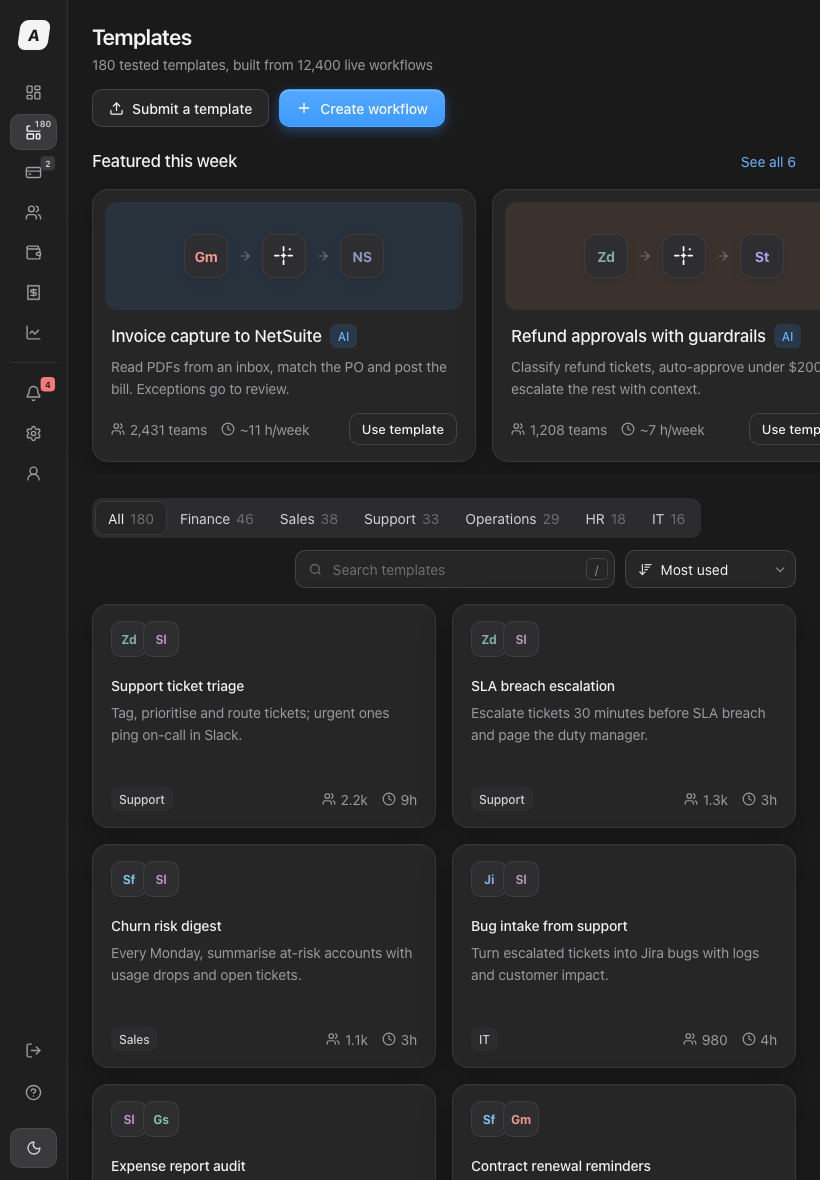 A
180
2
4
Templates
180 tested templates, built from 12,400 live workflows
Submit a template
Create workflow
Featured this week
See all 6
Gm
NS
Invoice capture to NetSuite AI
Read PDFs from an inbox, match the PO and post the
bill. Exceptions go to review.
2,431 teams ~11 h/week Use template
Zd
St
Refund approvals with guardrails AI
Classify refund tickets, auto-approve under $200
escalate the rest with context.
1,208 teams ~7 h/week Use temp
All 180 Finance 46 Sales 38 Support 33 Operations 29 HR 18 IT 16
Search templates /
Most used
Zd Sl
Support ticket triage
Tag, prioritise and route tickets; urgent ones
ping on-call in Slack.
Support 2.2k 9h
Zd Sl
SLA breach escalation
Escalate tickets 30 minutes before SLA breach
and page the duty manager.
Support 1.3k 3h
Sf Sl
Churn risk digest
Every Monday, summarise at-risk accounts with
usage drops and open tickets.
Sales 1.1k 3h
Ji Sl
Bug intake from support
Turn escalated tickets into Jira bugs with logs
and customer impact.
IT 980 4h
Sl Gs
Expense report audit
Sf Gm
Contract renewal reminders